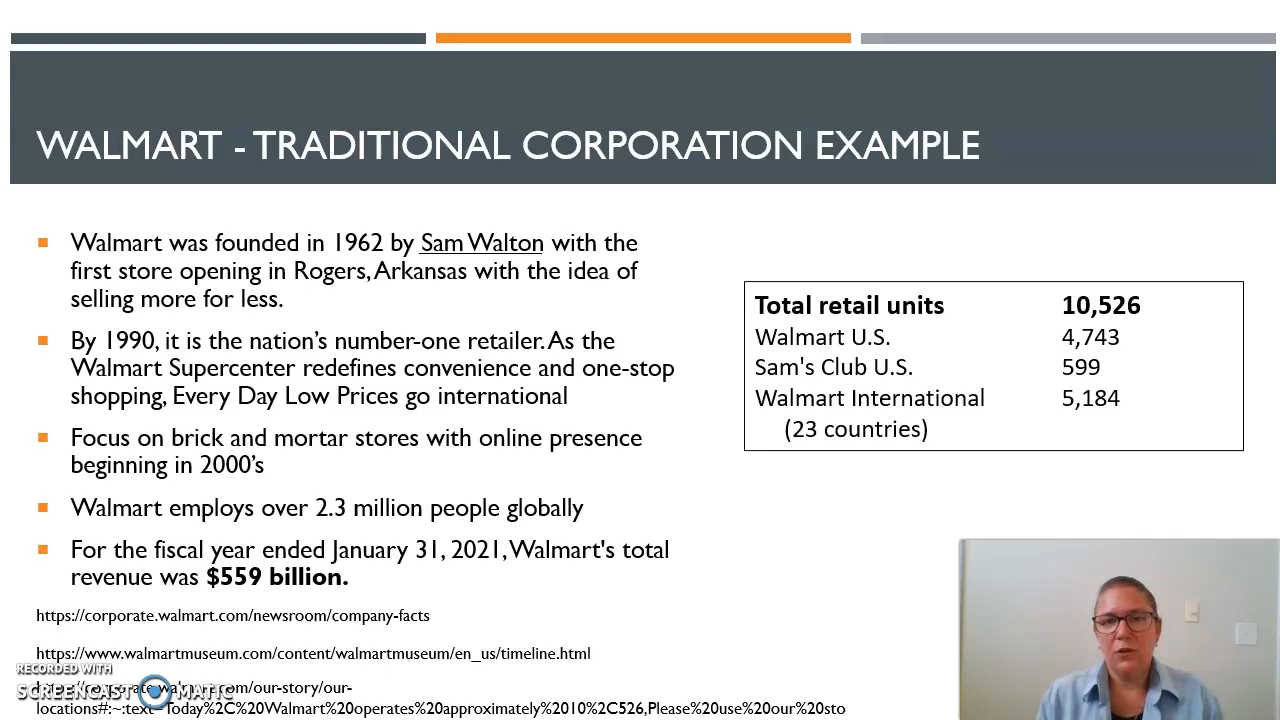 WALMART - TRADITIONAL CORPORATION EXAMPLE
Walmart was founded in 1962 by Sam Walton with the
first store opening in Rogers, Arkansas with the idea of
selling more for less.
By 1990, it is the nation's number-one retailer. As the
Walmart Supercenter redefines convenience and one-stop
shopping, Every Day Low Prices go international
Focus on brick and mortar stores with online presence
beginning in 2000's
Walmart employs over 2.3 million people globally
For the fiscal year ended January 31, 2021, Walmart's total
revenue was $559 billion.
https://corporate.walmart.com/newsroom/company-facts
https://www.walmartmuseum.com/content/walmartmuseum/en_us/timeline.html
https://corporate.walmart.com/our-story/our-
locations#:~:text=Today%2C%20Walmart%20operates%20approximately%2010%2C526,Please%20use%20our%20sto
Total retail units 10,526
Walmart U.S. 4,743
Sam's Club U.S. 599
Walmart International 5,184
(23 countries)
RECORDED WITH
SCREENCAST MATIC